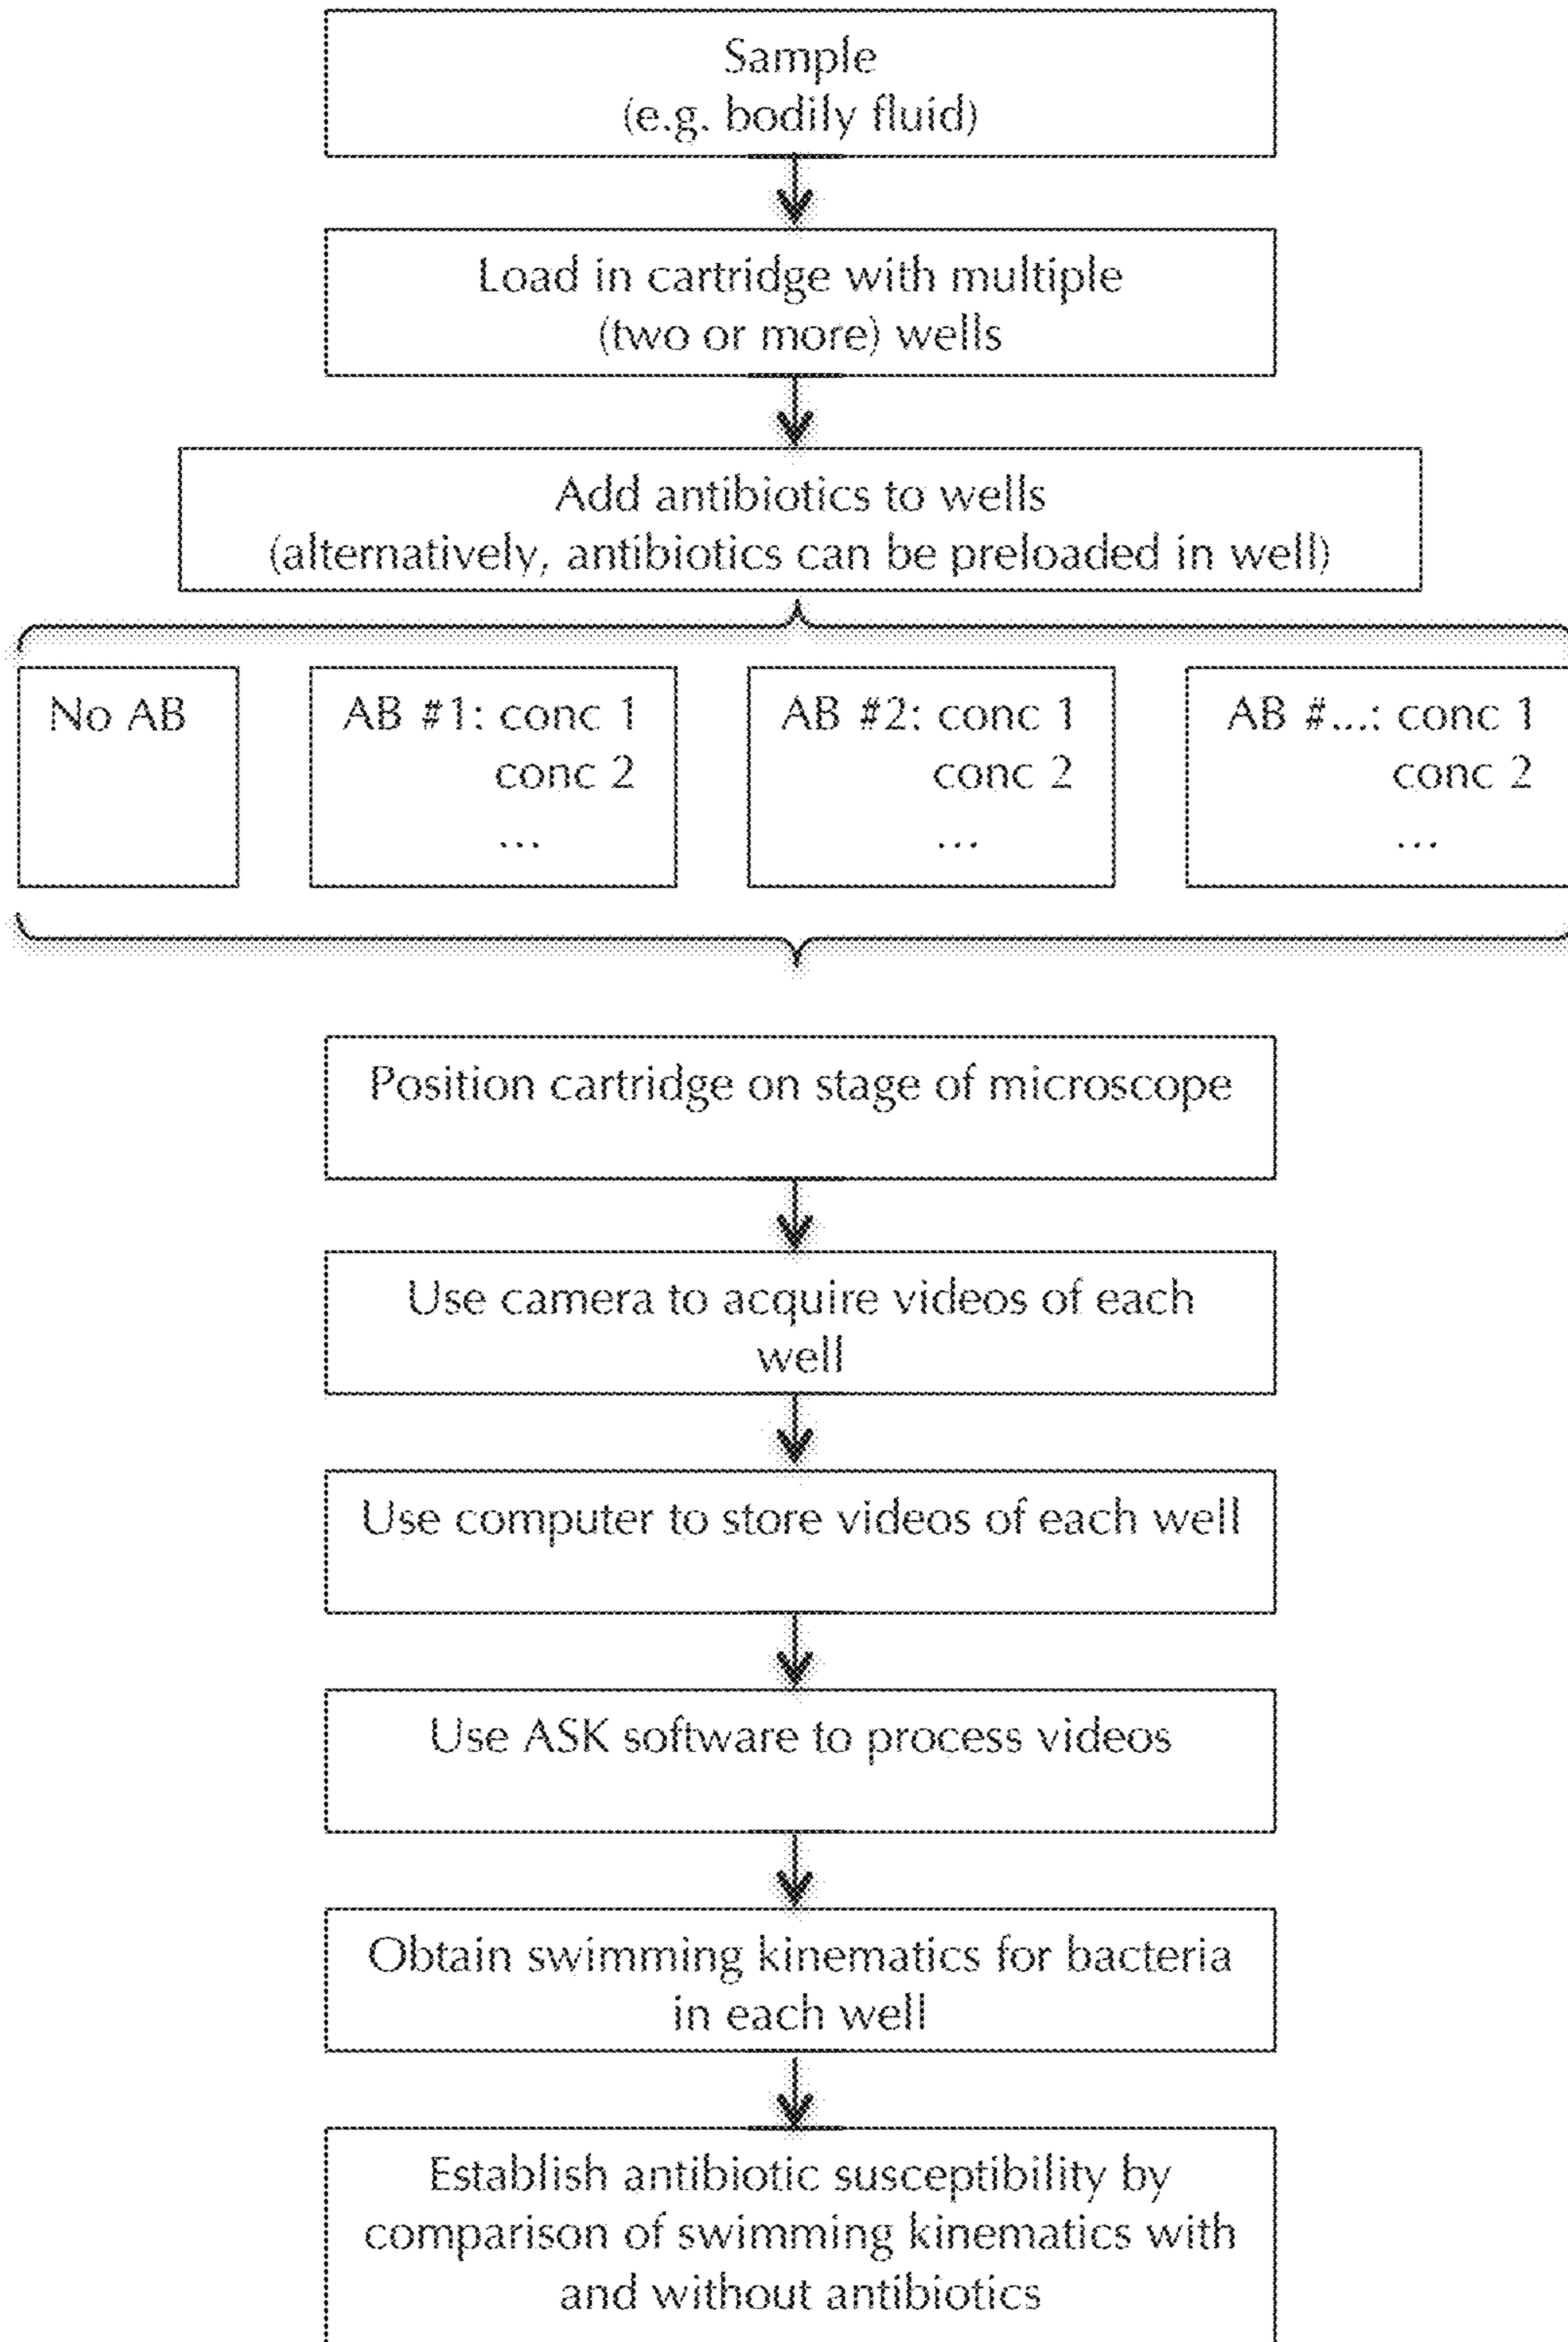 Sample
(e.g. bodily fluid)
Load in cartridge with multiple
(two or more) wells
Add antibiotics to wells
(alternatively, antibiotics can be preloaded in well)
No AB
AB #1: conc 1
conc 2
...
AB #2: conc 1
conc 2
...
AB #...: conc 1
conc 2
...
Position cartridge on stage of microscope
Use camera to acquire videos of each
well
Use computer to store videos of each well
Use ASK software to process videos
Obtain swimming kinematics for bacteria
in each well
Establish antibiotic susceptibility by
comparison of swimming kinematics with
and without antibiotics